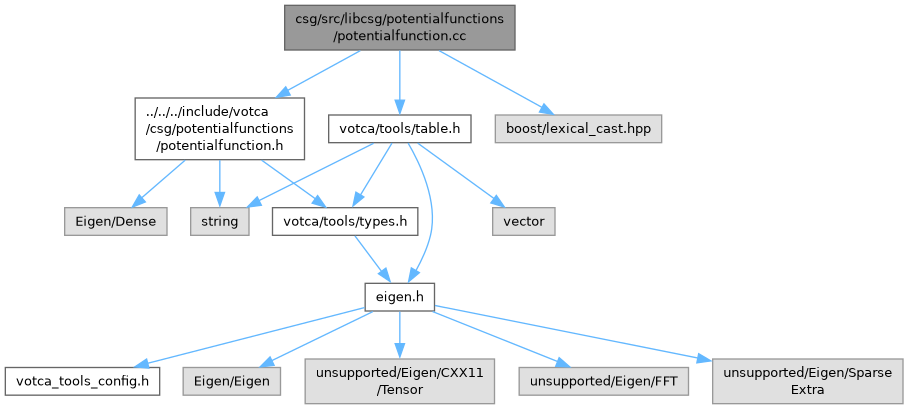 csg/src/libcsg/potentialfunctions
/potentialfunction.cc
../../../include/votca
/csg/potentialfunctions
/potentialfunction.h
votca/tools/table.h
boost/lexical_cast.hpp
Eigen/Dense
string
votca/tools/types.h
vector
eigen.h
votca_tools_config.h
Eigen/Eigen
unsupported/Eigen/CXX11
/Tensor
unsupported/Eigen/FFT
unsupported/Eigen/Sparse
Extra